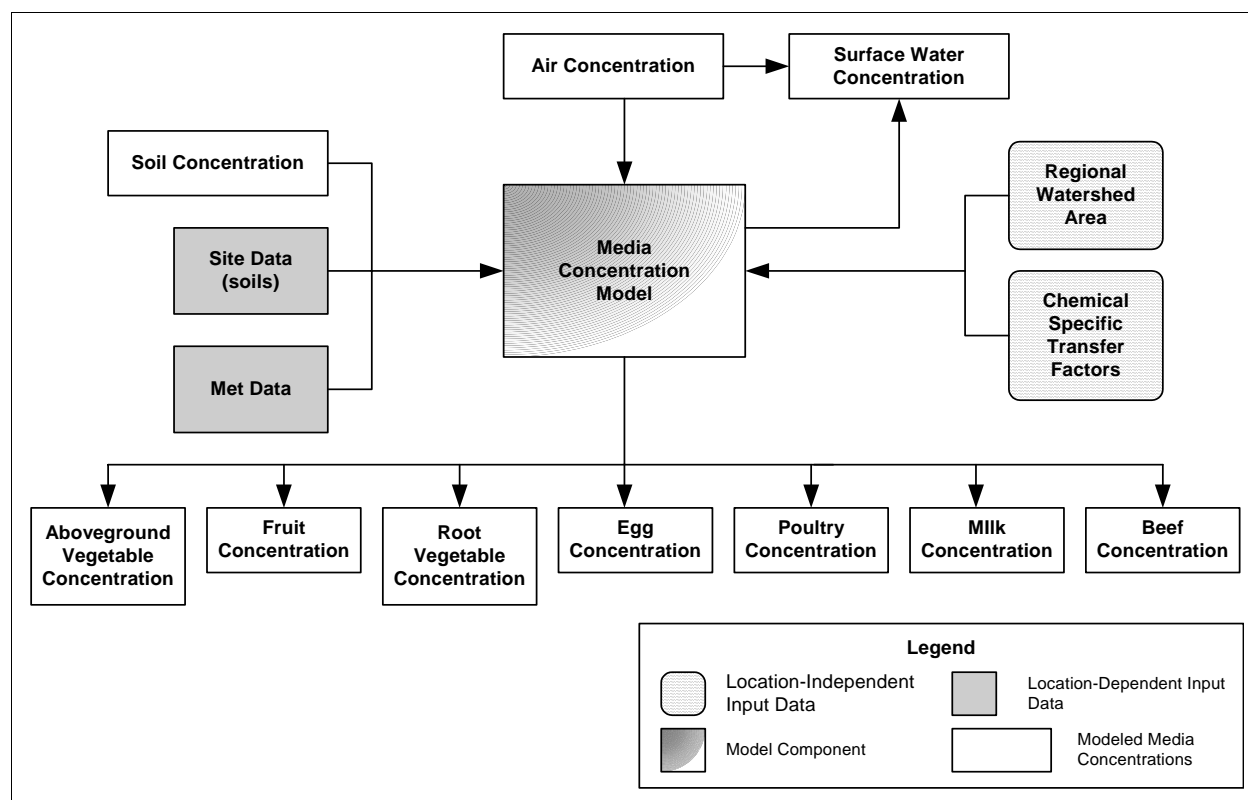 Air Concentration
Surface Water
Concentration
Soil Concentration
Regional
Watershed
Area
Site Data
(soils)
Media
Concentration
Model
Chemical
Specific
Transfer
Factors
Met Data
Aboveground
Vegetable
Concentration
Fruit
Concentration
Root
Vegetable
Concentration
Egg
Concentration
Poultry
Concentration
MIlk
Concentration
Beef
Concentration
Legend
Location-Independent
Input Data
Location-Dependent Input
Data
Model Component
Modeled Media
Concentrations